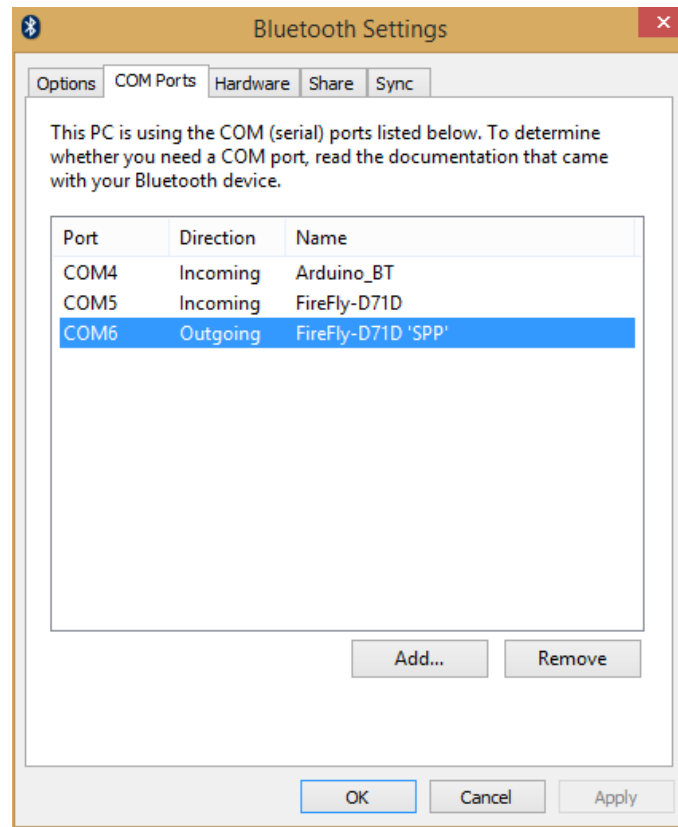 Bluetooth Settings
Options COM Ports Hardware Share Sync
This PC is using the COM (serial) ports listed below. To determine
whether you need a COM port, read the documentation that came
with your Bluetooth device.
Port Direction Name
COM4 Incoming Arduino_BT
COM5 Incoming FireFly-D71D
COM6 Outgoing FireFly-D71D 'SPP'
Add... Remove
OK Cancel Apply